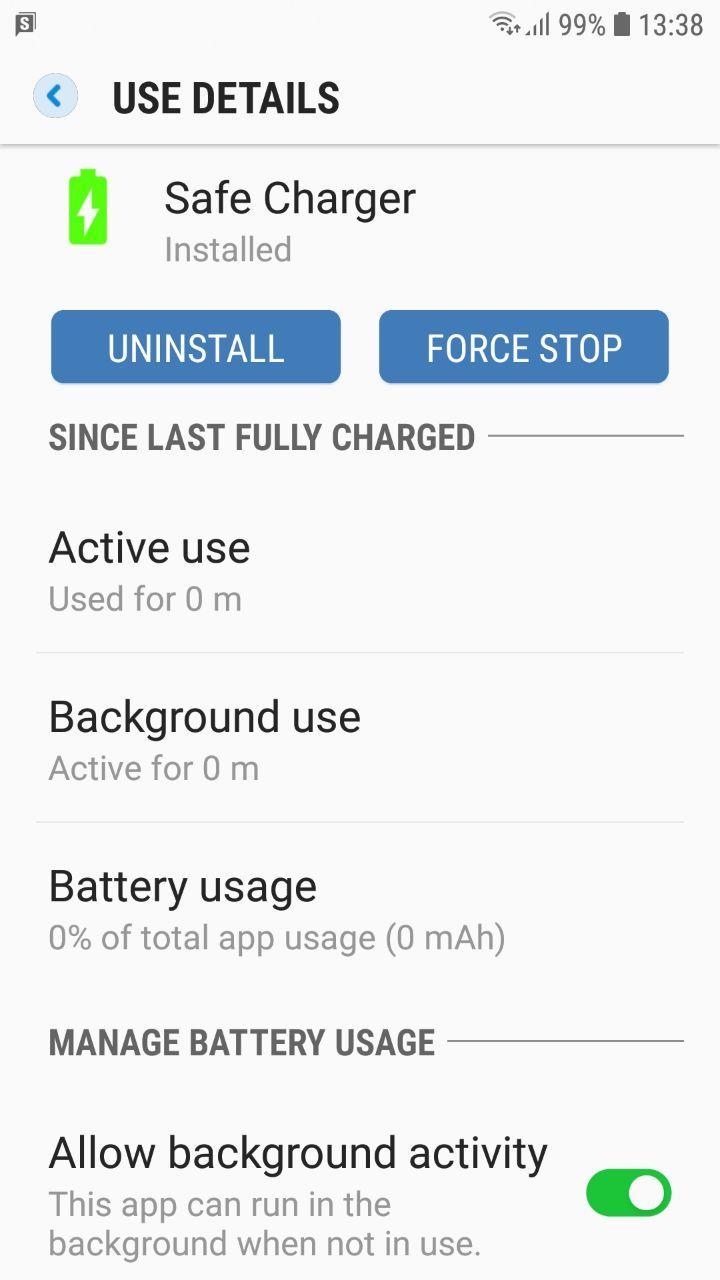 S 99% 13:38
USE DETAILS
Safe Charger
Installed
UNINSTALL FORCE STOP
SINCE LAST FULLY CHARGED
Active use
Used for 0 m
Background use
Active for 0 m
Battery usage
0% of total app usage (0 mAh)
MANAGE BATTERY USAGE
Allow background activity
This app can run in the
background when not in use.